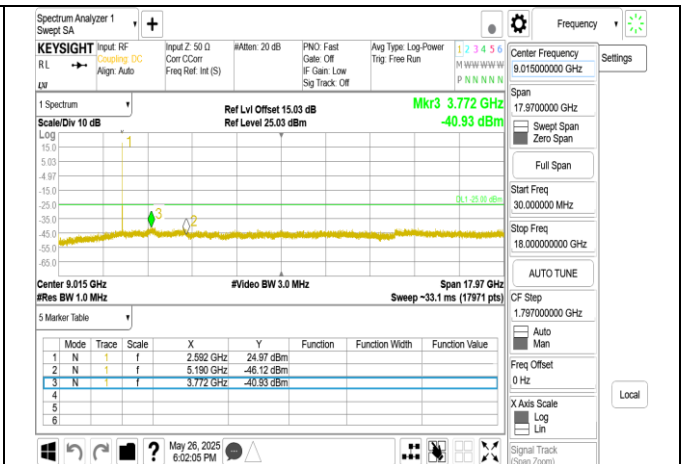 Spectrum Analyzer 1
Swept SA
Frequency
KEYSIGHT
RL
Input: RF
Coupling: DC
Align: Auto
Input Z: 50 Ω
Corr CCorr
Freq Ref: Int (S)
#Atten: 20 dB
PNO: Fast
Gate: Off
IF Gain: Low
Sig Track: Off
Avg Type: Log-Power
Trig: Free Run
1 2 3 4 5 6
M W W W W W
P N N N N N
1 Spectrum
Scale/Div 10 dB
Ref Lvl Offset 15.03 dB
Ref Level 25.03 dBm
Mkr3 3.772 GHz
-40.93 dBm
Log
15.0
5.03
-4.97
-15.0
-25.0
-35.0
-45.0
-55.0
-65.0
1
3
2
DL1 -25.00 dBm
Center 9.015 GHz
#Res BW 1.0 MHz
#Video BW 3.0 MHz
Span 17.97 GHz
Sweep ~33.1 ms (17971 pts)
5 Marker Table
Mode Trace Scale X Y Function Function Width Function Value
1 N 1 f 2.592 GHz 24.97 dBm
2 N 1 f 5.190 GHz -46.12 dBm
3 N 1 f 3.772 GHz -40.93 dBm
4
5
6
May 26, 2025
6:02:05 PM
Center Frequency
9.015000000 GHz
Settings
Span
17.9700000 GHz
Swept Span
Zero Span
Full Span
Start Freq
30.000000 MHz
Stop Freq
18.000000000 GHz
AUTO TUNE
CF Step
1.797000000 GHz
Auto
Man
Freq Offset
0 Hz
Local
X Axis Scale
Log
Lin
Signal Track
(Span Zoom)